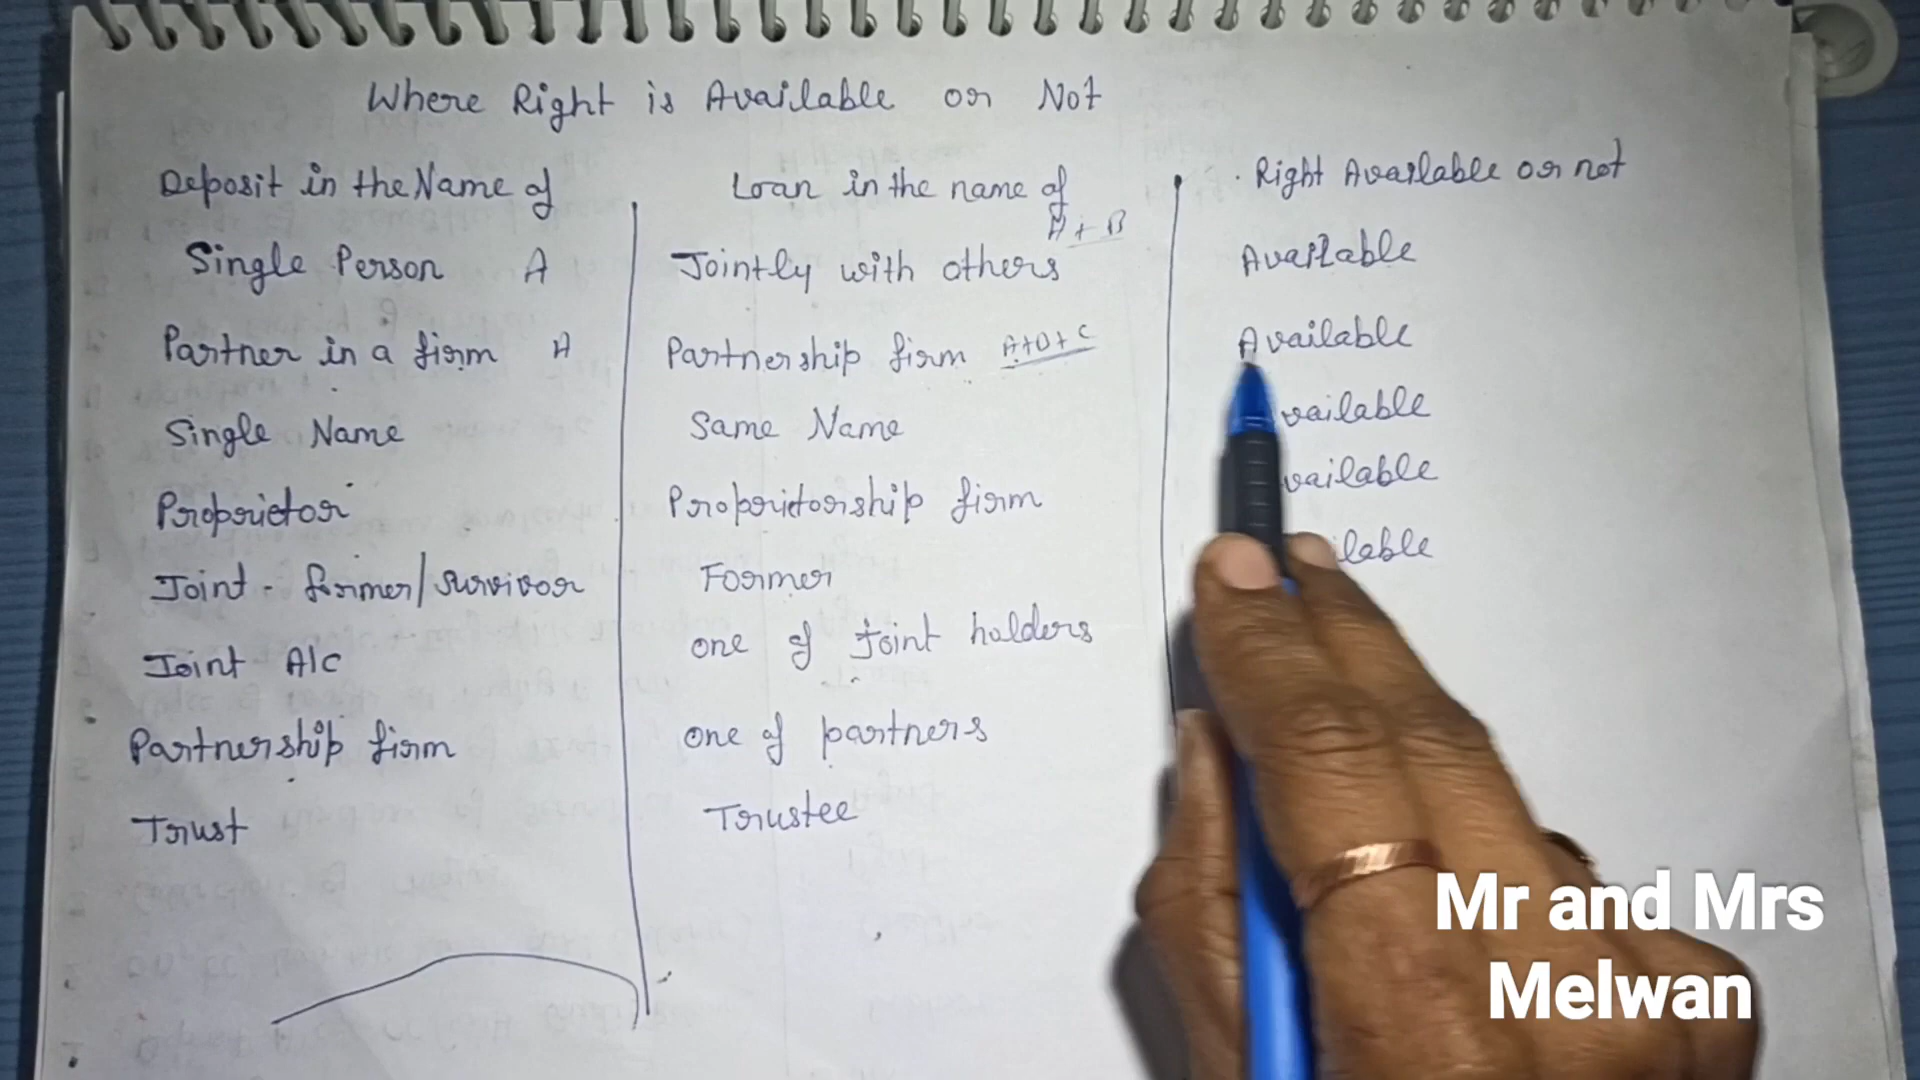 Where Right is Available or Not
Deposit in the Name of Loan in the name of Right Available or not
A + B
Single Person A Jointly with others Available
Partner in a firm A Partnership firm Available
Single Name Same Name vailable
Proprietor Proprietorship firm vailable
Joint - former/survivor Former ilable
Joint A/c one of Joint holders
Partnership firm one of partners
Trust Trustee
Mr and Mrs
Melwan